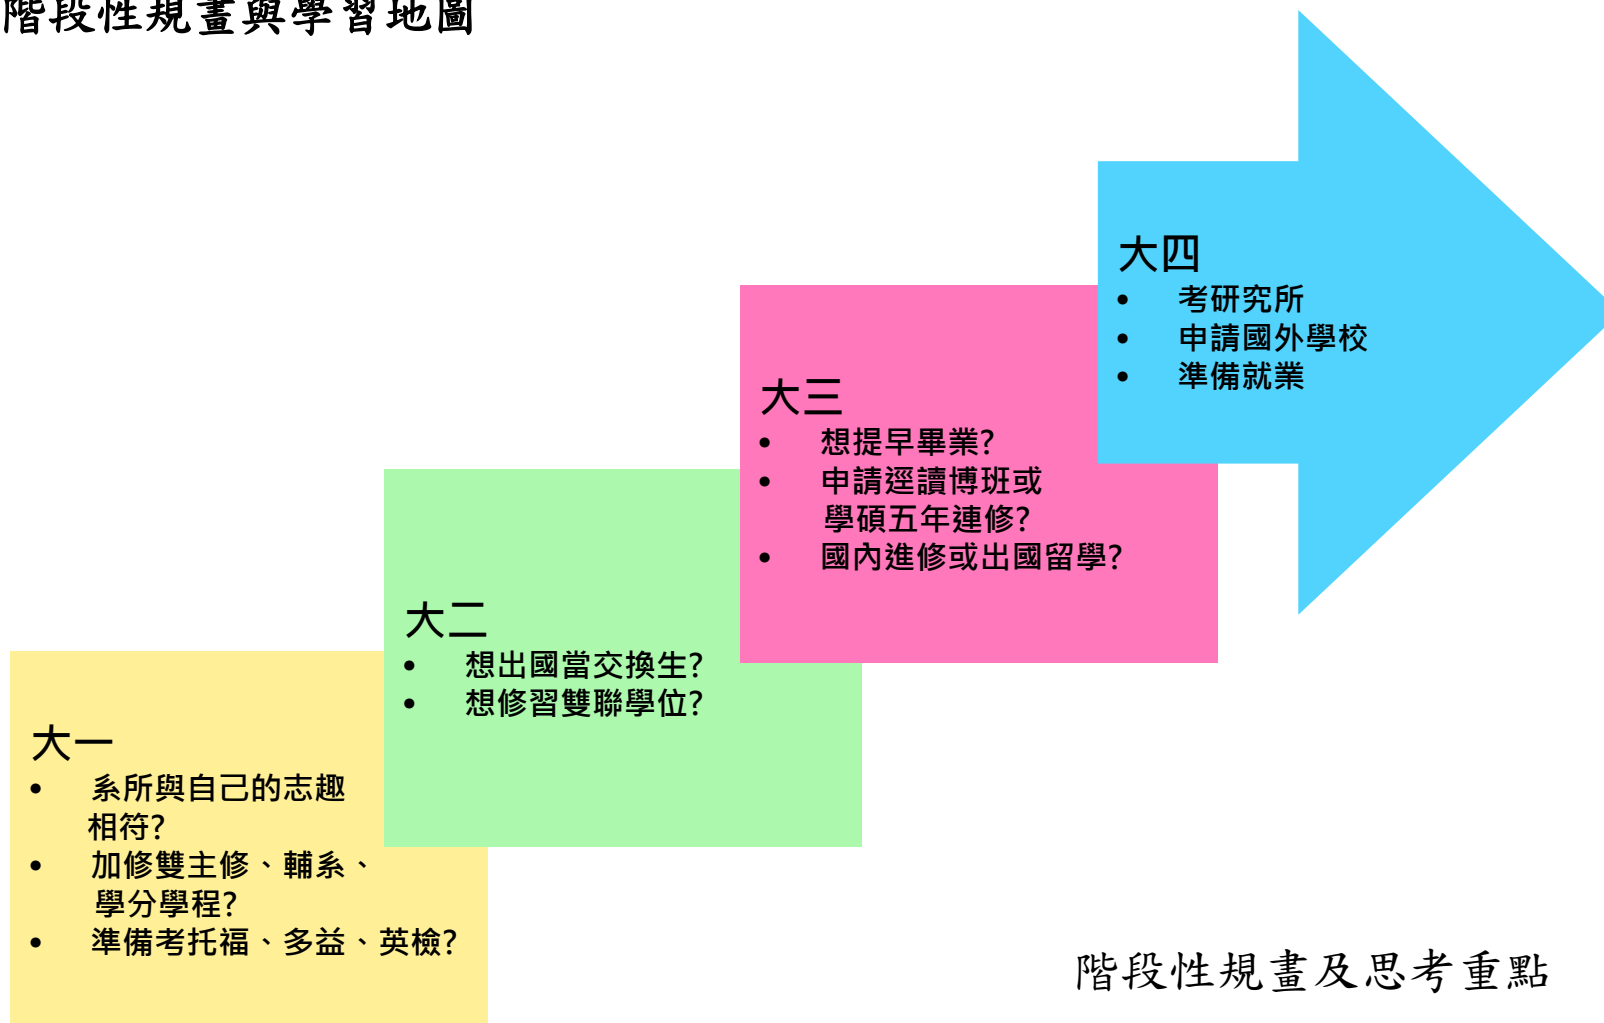 階段性規畫與學習地圖
大四
• 考研究所
• 申請國外學校
• 準備就業
大三
• 想提早畢業?
• 申請逕讀博班或
學碩五年連修?
• 國內進修或出國留學?
大二
• 想出國當交換生?
• 想修習雙聯學位?
大一
• 系所與自己的志趣
相符?
• 加修雙主修、輔系、
學分學程?
• 準備考托福、多益、英檢?
階段性規畫及思考重點